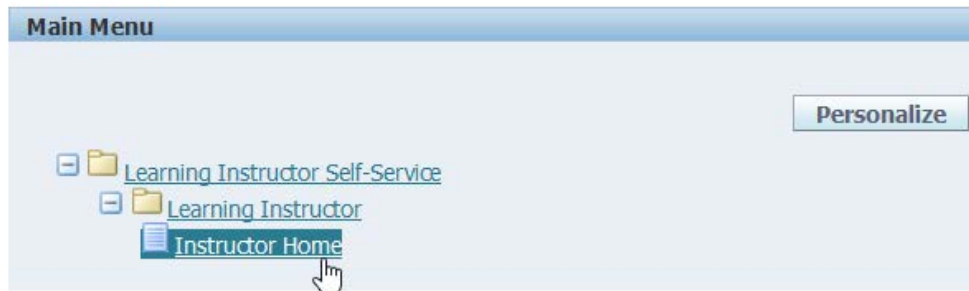 Main Menu
Personalize
Learning Instructor Self-Service
Learning Instructor
Instructor Home